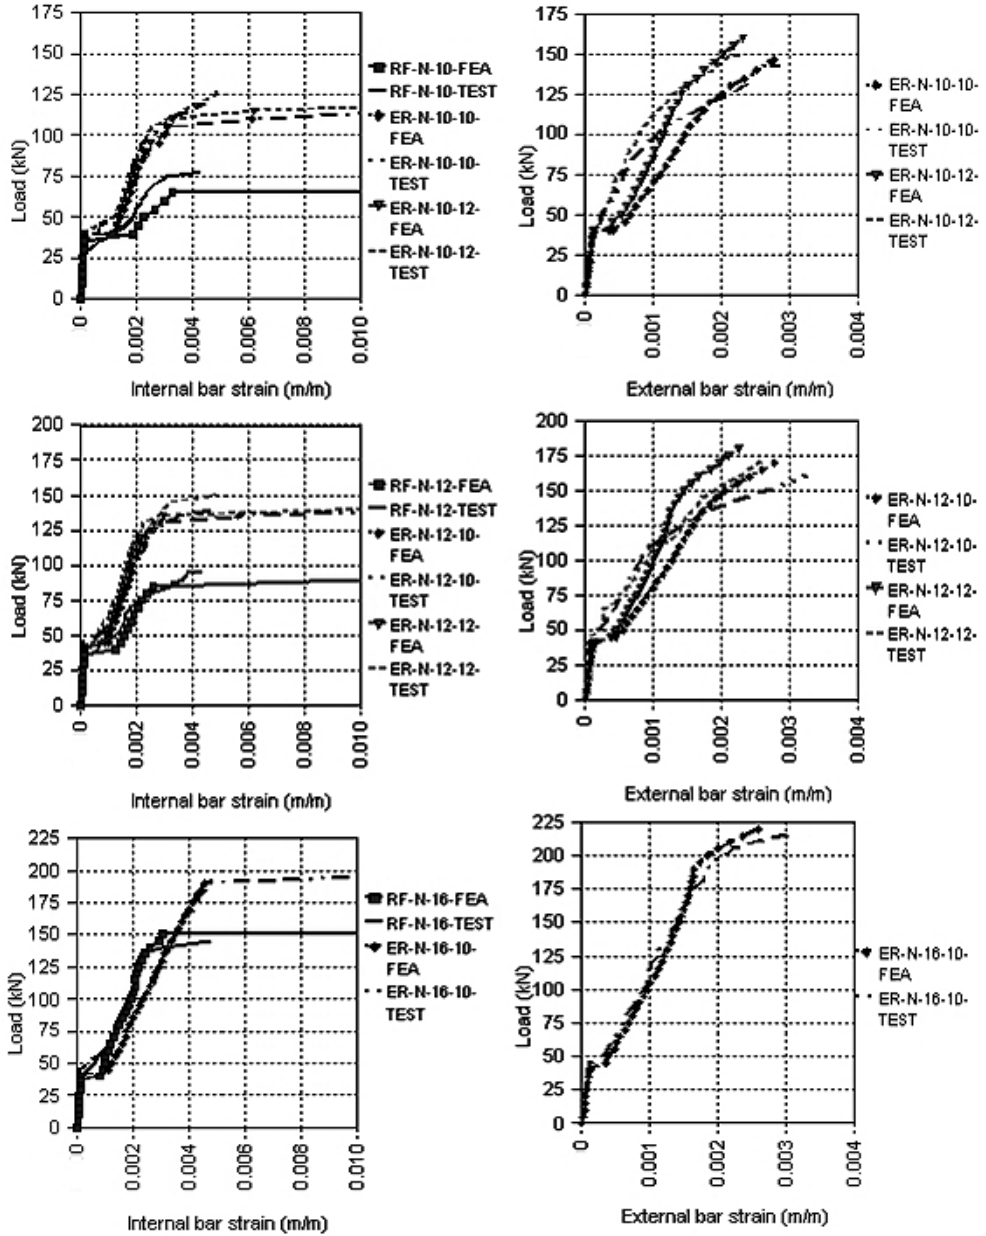 175
150
125
100
75
50
25
0
Load (kN)
0
0.002
0.004
0.006
0.008
0.010
Internal bar strain (m/m)
RF-N-10-FEA
RF-N-10-TEST
ER-N-10-10-
FEA
ER-N-10-10-
TEST
ER-N-10-12-
FEA
ER-N-10-12-
TEST
175
150
125
100
75
50
25
0
Load (kN)
0
0.001
0.002
0.003
0.004
External bar strain (m/m)
ER-N-10-10-
FEA
ER-N-10-10-
TEST
ER-N-10-12-
FEA
ER-N-10-12-
TEST
200
175
150
125
100
75
50
25
0
Load (kN)
0
0.002
0.004
0.006
0.008
0.010
Internal bar strain (m/m)
RF-N-12-FEA
RF-N-12-TEST
ER-N-12-10-
FEA
ER-N-12-10-
TEST
ER-N-12-12-
FEA
ER-N-12-12-
TEST
200
175
150
125
100
75
50
25
0
Load (kN)
0
0.001
0.002
0.003
0.004
External bar strain (m/m)
ER-N-12-10-
FEA
ER-N-12-10-
TEST
ER-N-12-12-
FEA
ER-N-12-12-
TEST
225
200
175
150
125
100
75
50
25
0
Load (kN)
0
0.002
0.004
0.006
0.008
0.010
Internal bar strain (m/m)
RF-N-16-FEA
RF-N-16-TEST
ER-N-16-10-
FEA
ER-N-16-10-
TEST
225
200
175
150
125
100
75
50
25
0
Load (kN)
0
0.001
0.002
0.003
0.004
External bar strain (m/m)
ER-N-16-10-
FEA
ER-N-16-10-
TEST